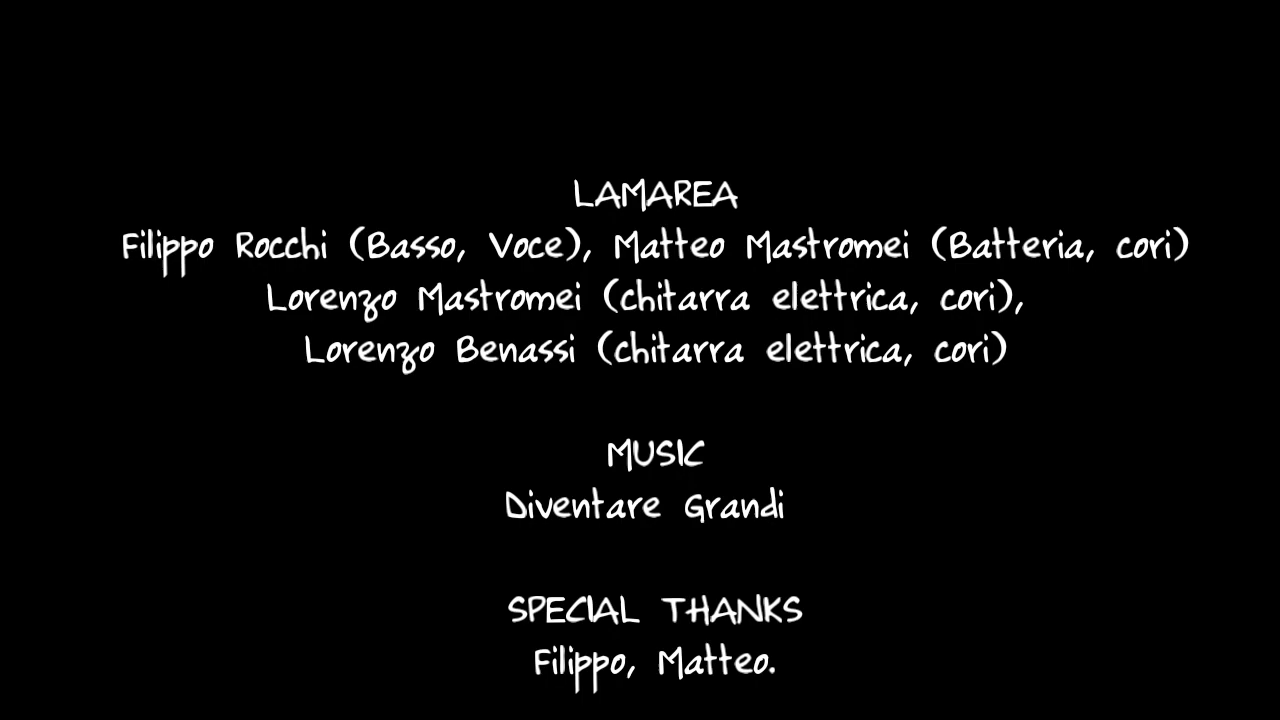 LAMAREA
Filippo Rocchi (Basso, Voce), Matteo Mastromei (Batteria, cori)
Lorenzo Mastromei (chitarra elettrica, cori),
Lorenzo Benassi (chitarra elettrica, cori)
MUSIC
Diventare Grandi
SPECIAL THANKS
Filippo, Matteo.